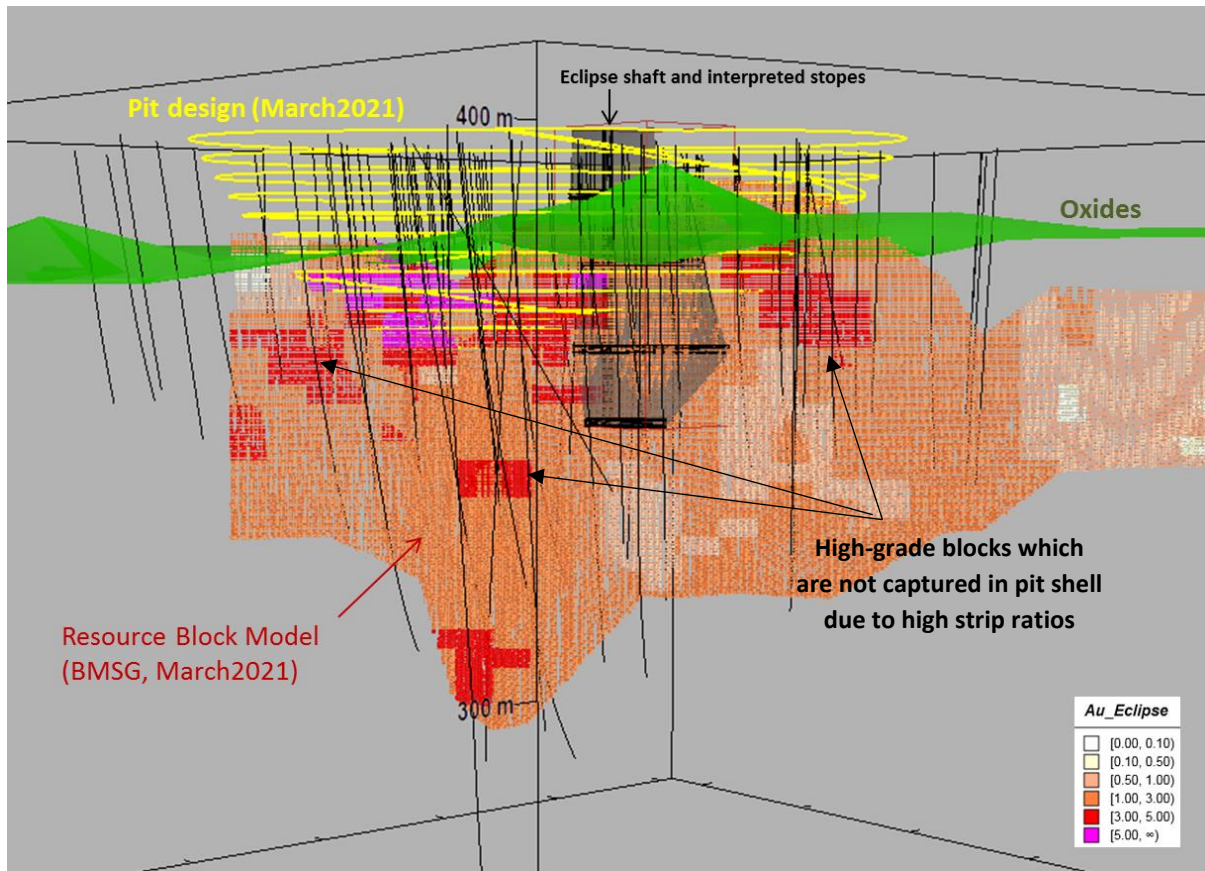 Eclipse shaft and interpreted stopes
Pit design (March2021)
400 m
Oxides
High-grade blocks which
are not captured in pit shell
due to high strip ratios
Resource Block Model
(BMSG, March2021)
300 m
Au_Eclipse
[0.00, 0.10)
[0.10, 0.50)
[0.50, 1.00)
[1.00, 3.00)
[3.00, 5.00)
[5.00, ∞)